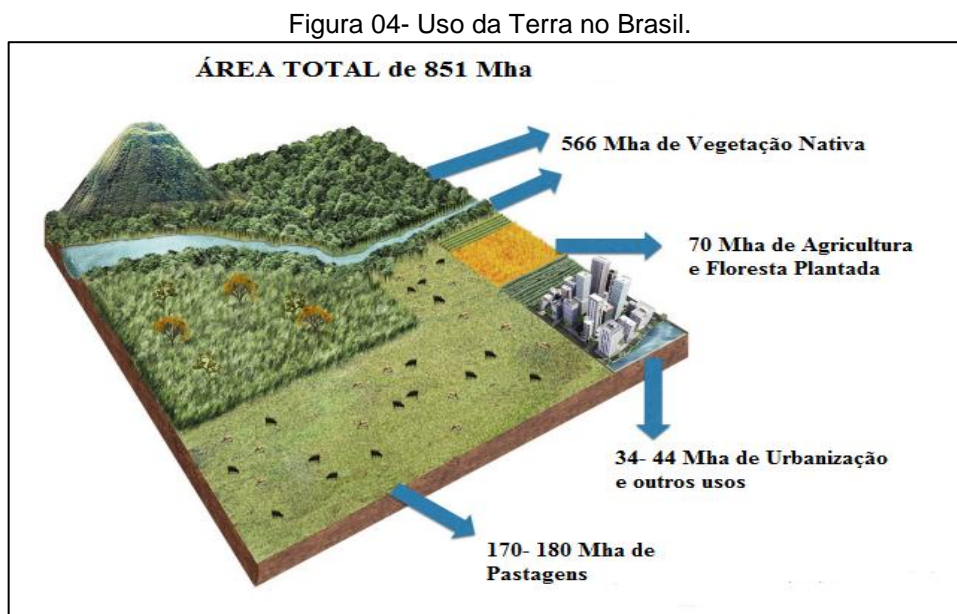 Figura 04- Uso da Terra no Brasil.
ÁREA TOTAL de 851 Mha
566 Mha de Vegetação Nativa
70 Mha de Agricultura
e Floresta Plantada
34- 44 Mha de Urbanização
e outros usos
170- 180 Mha de
Pastagens